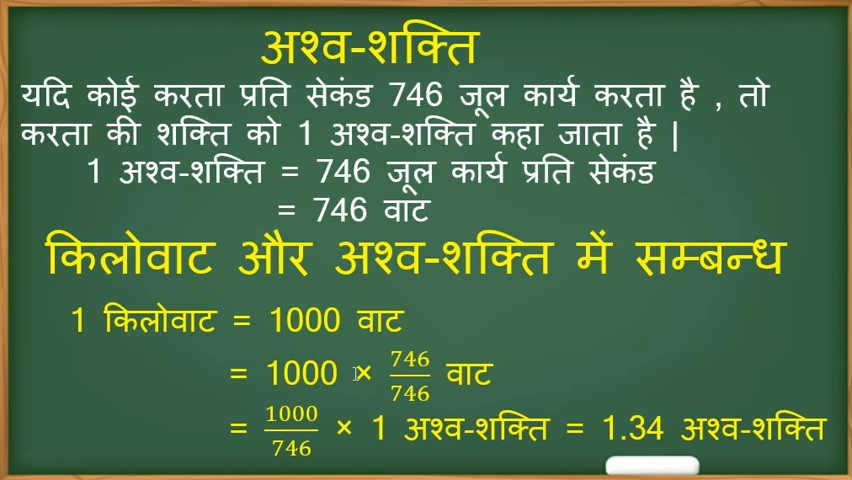 अश्व-शक्ति
यदि कोई करता प्रति सेकंड 746 जूल कार्य करता है , तो
करता की शक्ति को 1 अश्व-शक्ति कहा जाता है |
1 अश्व-शक्ति = 746 जूल कार्य प्रति सेकंड
= 746 वाट
किलोवाट और अश्व-शक्ति में सम्बन्ध
1 किलोवाट = 1000 वाट
= 1000 × 746/746 वाट
= 1000/746 × 1 अश्व-शक्ति = 1.34 अश्व-शक्ति